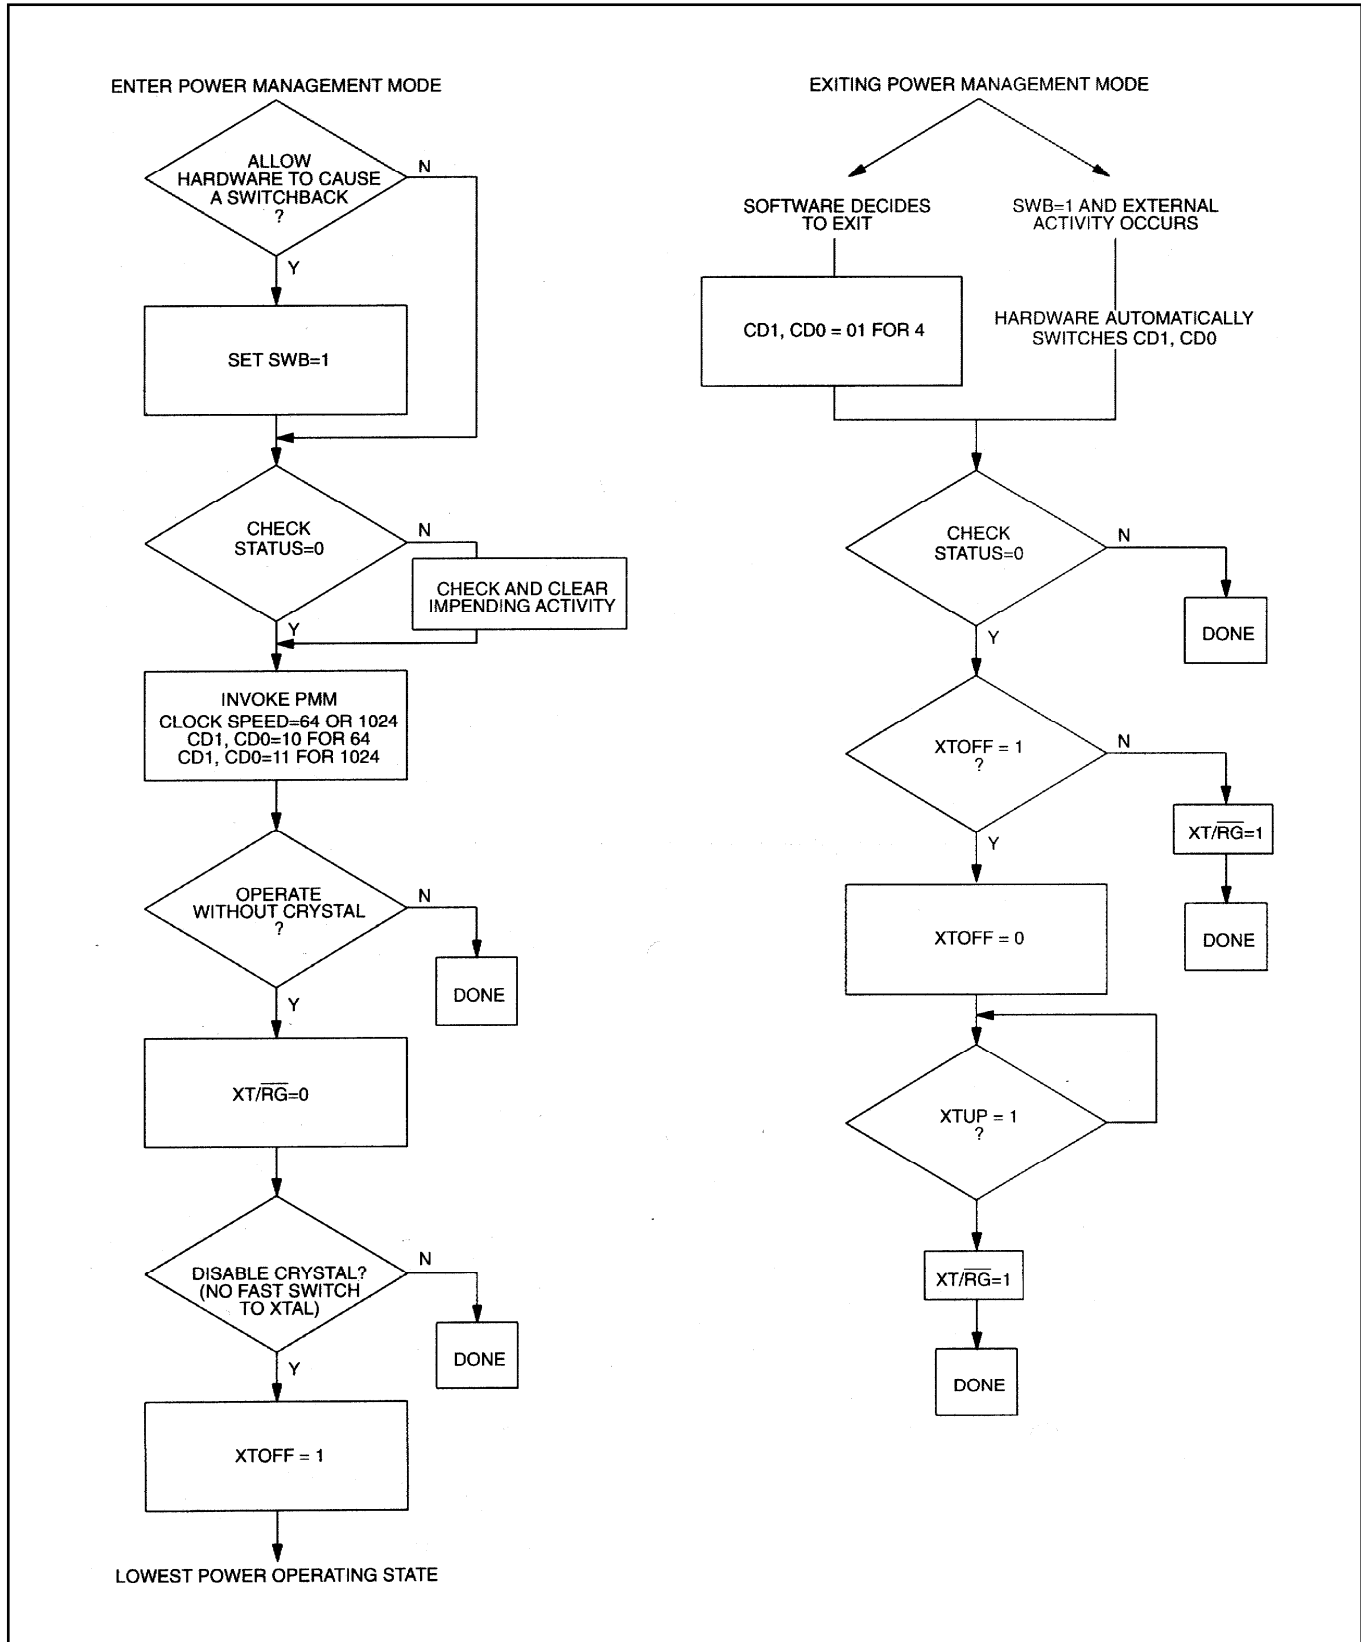 ENTER POWER MANAGEMENT MODE
ALLOW
HARDWARE TO CAUSE
A SWITCHBACK
?
N
Y
SET SWB=1
CHECK
STATUS=0
N
CHECK AND CLEAR
IMPENDING ACTIVITY
Y
INVOKE PMM
CLOCK SPEED=64 OR 1024
CD1, CD0=10 FOR 64
CD1, CD0=11 FOR 1024
OPERATE
WITHOUT CRYSTAL
?
N
DONE
Y
XT/R̅G̅=0
DISABLE CRYSTAL?
(NO FAST SWITCH
TO XTAL)
N
DONE
Y
XTOFF = 1
LOWEST POWER OPERATING STATE
EXITING POWER MANAGEMENT MODE
SOFTWARE DECIDES
TO EXIT
SWB=1 AND EXTERNAL
ACTIVITY OCCURS
CD1, CD0 = 01 FOR 4
HARDWARE AUTOMATICALLY
SWITCHES CD1, CD0
CHECK
STATUS=0
N
DONE
Y
XTOFF = 1
?
N
XT/R̅G̅=1
DONE
Y
XTOFF = 0
XTUP = 1
?
XT/R̅G̅=1
DONE